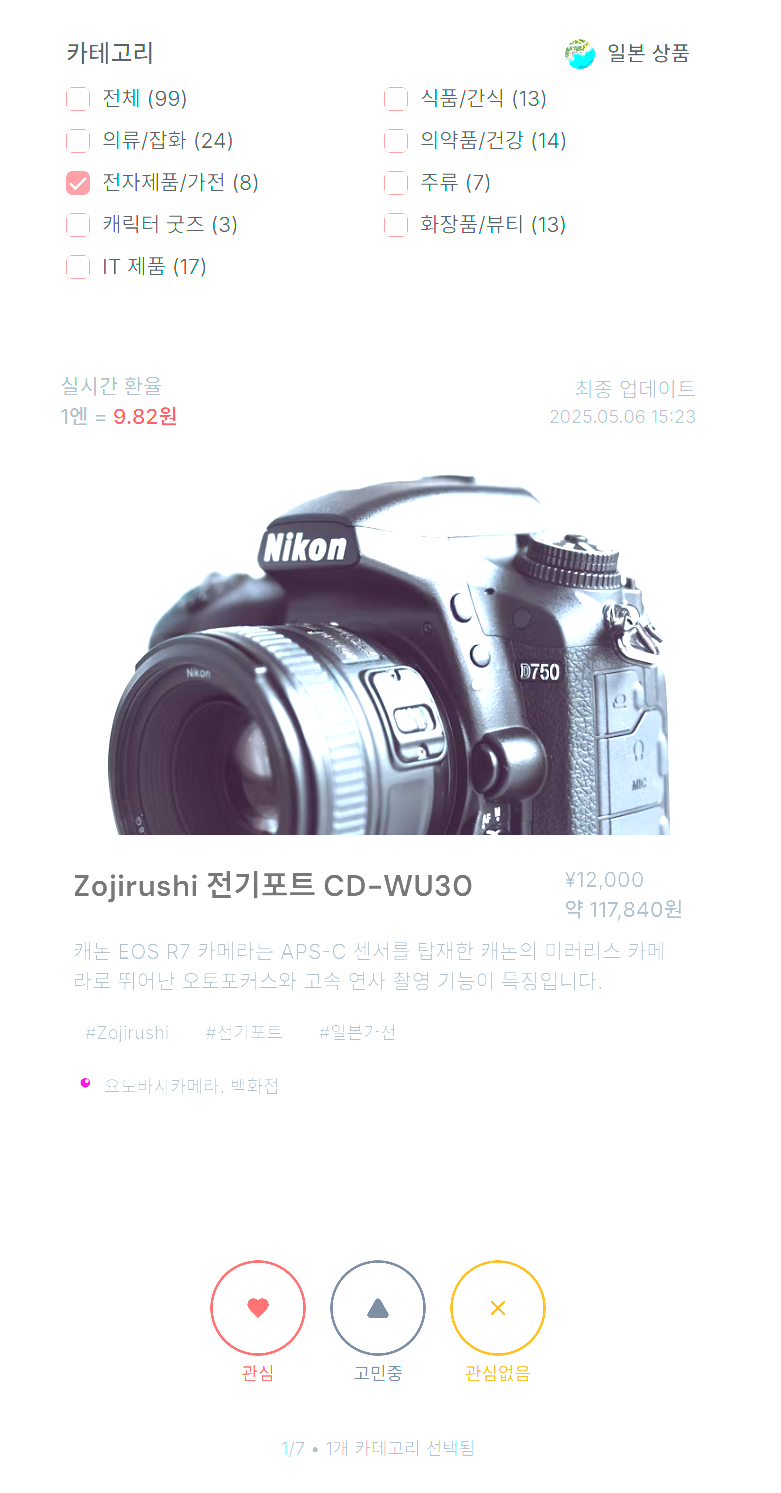 카테고리
일본 상품
전체 (99)
식품/간식 (13)
의류/잡화 (24)
의약품/건강 (14)
전자제품/가전 (8)
주류 (7)
캐릭터 굿즈 (3)
화장품/뷰티 (13)
IT 제품 (17)
실시간 환율
최종 업데이트
1엔 = 9.82원
2025.05.06 15:23
Nikon
Nikon
D750
MIC
AF M
Zojirushi 전기포트 CD-WU30
¥12,000
약 117,840원
캐논 EOS R7 카메라는 APS-C 센서를 탑재한 캐논의 미러리스 카메
라로 뛰어난 오토포커스와 고속 연사 촬영 기능이 특징입니다.
#Zojirushi #전기포트 #일본가전
요도바시카메라, 백화점
관심
고민중
관심없음
1/7 • 1개 카테고리 선택됨